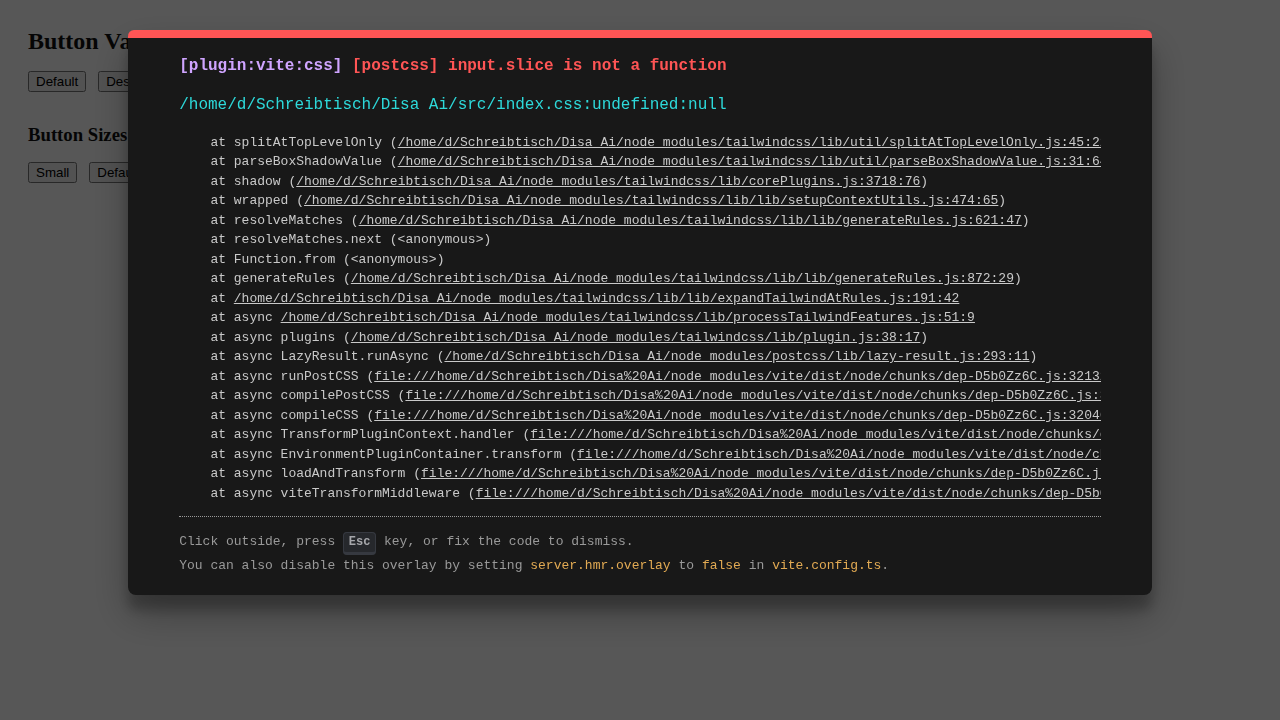 Button Va
Default Des
Button Sizes
Small Defau
[plugin:vite:css] [postcss] input.slice is not a function
/home/d/Schreibtisch/Disa Ai/src/index.css:undefined:null
at splitAtTopLevelOnly (/home/d/Schreibtisch/Disa Ai/node_modules/tailwindcss/lib/util/splitAtTopLevelOnly.js:45:2
at parseBoxShadowValue (/home/d/Schreibtisch/Disa Ai/node_modules/tailwindcss/lib/util/parseBoxShadowValue.js:31:6
at shadow (/home/d/Schreibtisch/Disa Ai/node_modules/tailwindcss/lib/corePlugins.js:3718:76)
at wrapped (/home/d/Schreibtisch/Disa Ai/node_modules/tailwindcss/lib/lib/setupContextUtils.js:474:65)
at resolveMatches (/home/d/Schreibtisch/Disa Ai/node_modules/tailwindcss/lib/lib/generateRules.js:621:47)
at resolveMatches.next (<anonymous>)
at Function.from (<anonymous>)
at generateRules (/home/d/Schreibtisch/Disa Ai/node_modules/tailwindcss/lib/lib/generateRules.js:872:29)
at /home/d/Schreibtisch/Disa Ai/node_modules/tailwindcss/lib/lib/expandTailwindAtRules.js:191:42
at async /home/d/Schreibtisch/Disa Ai/node_modules/tailwindcss/lib/processTailwindFeatures.js:51:9
at async plugins (/home/d/Schreibtisch/Disa Ai/node_modules/tailwindcss/lib/plugin.js:38:17)
at async LazyResult.runAsync (/home/d/Schreibtisch/Disa Ai/node_modules/postcss/lib/lazy-result.js:293:11)
at async runPostCSS (file:///home/d/Schreibtisch/Disa%20Ai/node_modules/vite/dist/node/chunks/dep-D5b0Zz6C.js:3213
at async compilePostCSS (file:///home/d/Schreibtisch/Disa%20Ai/node_modules/vite/dist/node/chunks/dep-D5b0Zz6C.js:
at async compileCSS (file:///home/d/Schreibtisch/Disa%20Ai/node_modules/vite/dist/node/chunks/dep-D5b0Zz6C.js:3204
at async TransformPluginContext.handler (file:///home/d/Schreibtisch/Disa%20Ai/node_modules/vite/dist/node/chunks/
at async EnvironmentPluginContainer.transform (file:///home/d/Schreibtisch/Disa%20Ai/node_modules/vite/dist/node/c
at async loadAndTransform (file:///home/d/Schreibtisch/Disa%20Ai/node_modules/vite/dist/node/chunks/dep-D5b0Zz6C.j
at async viteTransformMiddleware (file:///home/d/Schreibtisch/Disa%20Ai/node_modules/vite/dist/node/chunks/dep-D5b
Click outside, press Esc key, or fix the code to dismiss.
You can also disable this overlay by setting server.hmr.overlay to false in vite.config.ts.